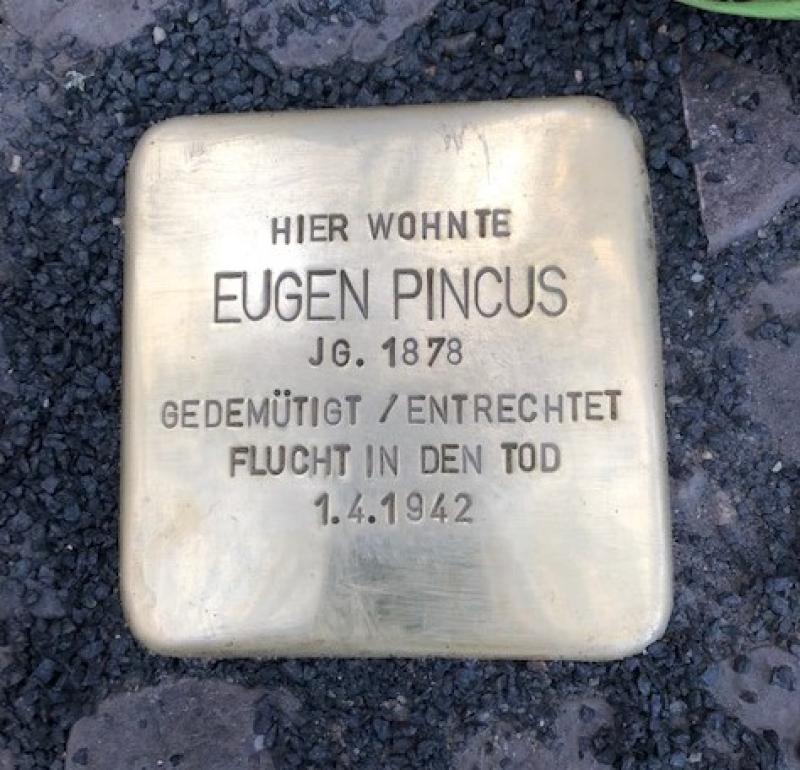 HIER WOHNTE
EUGEN PINCUS
JG. 1878
GEDEMÜTIGT / ENTRECHTET
FLUCHT IN DEN TOD
1.4.1942